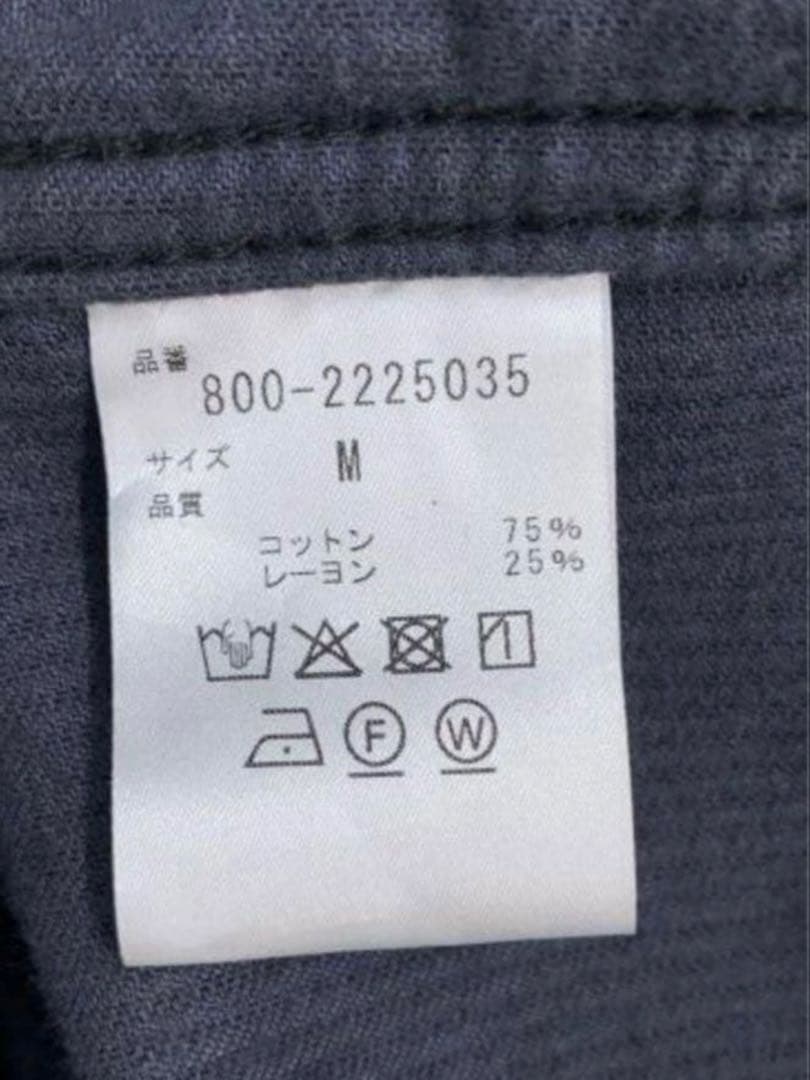 品番
800-2225035
サイズ M
品質
コットン 75%
レーヨン 25%
F W